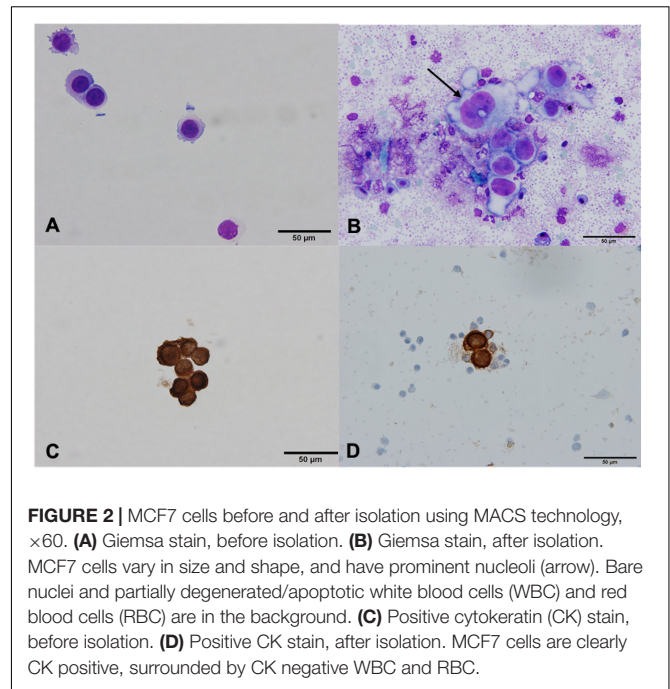 A
50 µm
B
50 µm
C
50 µm
D
50 µm
FIGURE 2 | MCF7 cells before and after isolation using MACS technology,
×60. (A) Giemsa stain, before isolation. (B) Giemsa stain, after isolation.
MCF7 cells vary in size and shape, and have prominent nucleoli (arrow). Bare
nuclei and partially degenerated/apoptotic white blood cells (WBC) and red
blood cells (RBC) are in the background. (C) Positive cytokeratin (CK) stain,
before isolation. (D) Positive CK stain, after isolation. MCF7 cells are clearly
CK positive, surrounded by CK negative WBC and RBC.